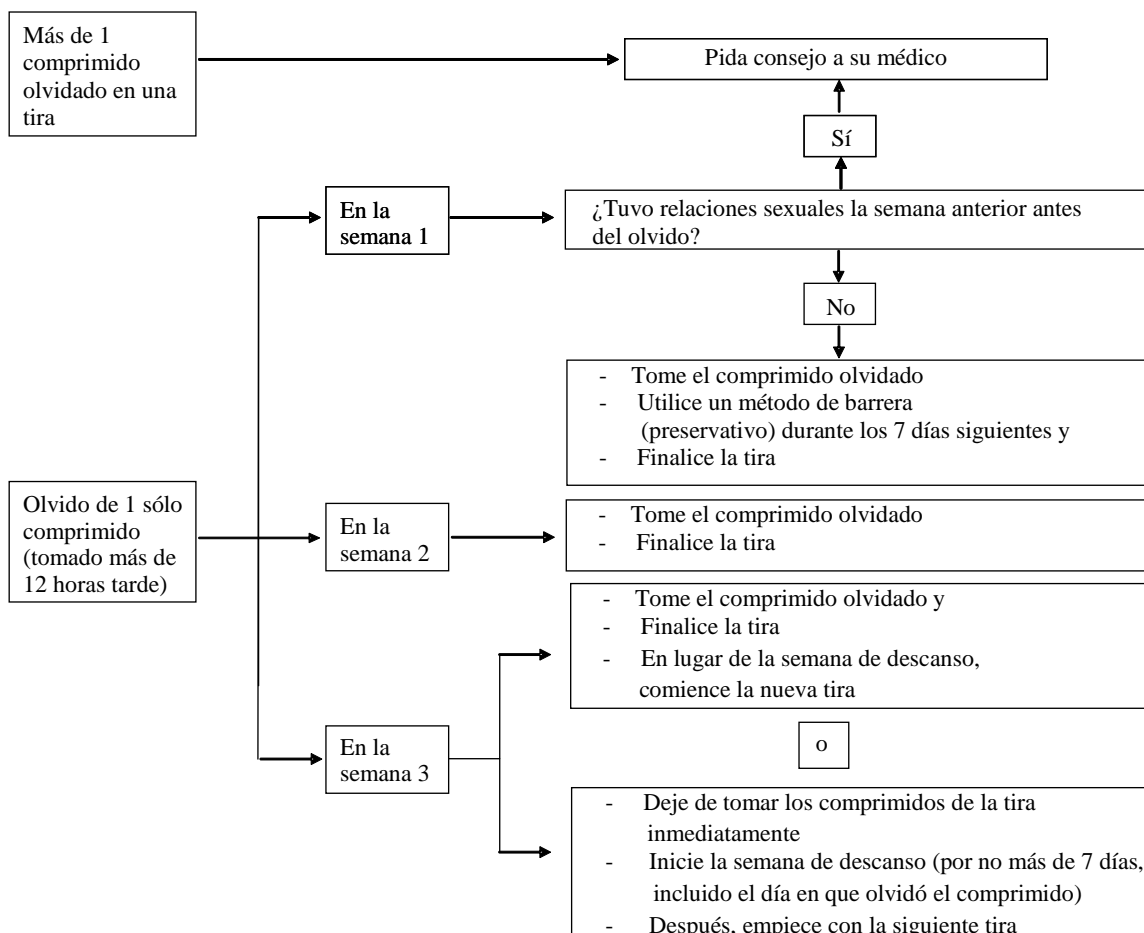 Más de 1
comprimido
olvidado en una
tira
Pida consejo a su médico
Sí
En la
semana 1
¿Tuvo relaciones sexuales la semana anterior antes
del olvido?
No
- Tome el comprimido olvidado
- Utilice un método de barrera
(preservativo) durante los 7 días siguientes y
- Finalice la tira
Olvido de 1 sólo
comprimido
(tomado más de
12 horas tarde)
En la
semana 2
- Tome el comprimido olvidado
- Finalice la tira
- Tome el comprimido olvidado y
- Finalice la tira
- En lugar de la semana de descanso,
comience la nueva tira
o
En la
semana 3
- Deje de tomar los comprimidos de la tira
inmediatamente
- Inicie la semana de descanso (por no más de 7 días,
incluido el día en que olvidó el comprimido)
- Después, empiece con la siguiente tira